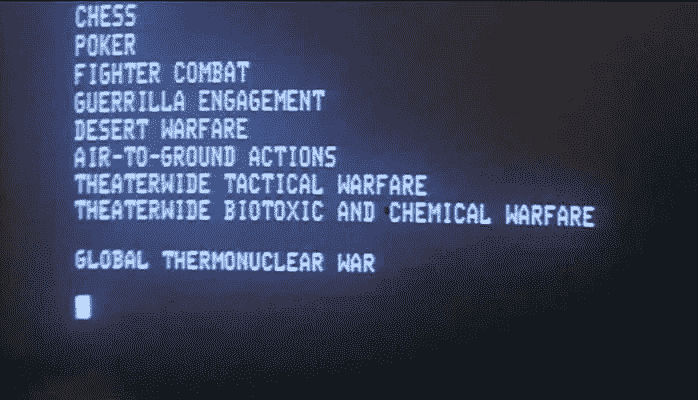 CHESS
POKER
FIGHTER COMBAT
GUERRILLA ENGAGEMENT
DESERT WARFARE
AIR-TO-GROUND ACTIONS
THEATERWIDE TACTICAL WARFARE
THEATERWIDE BIOTOXIC AND CHEMICAL WARFARE
GLOBAL THERMONUCLEAR WAR